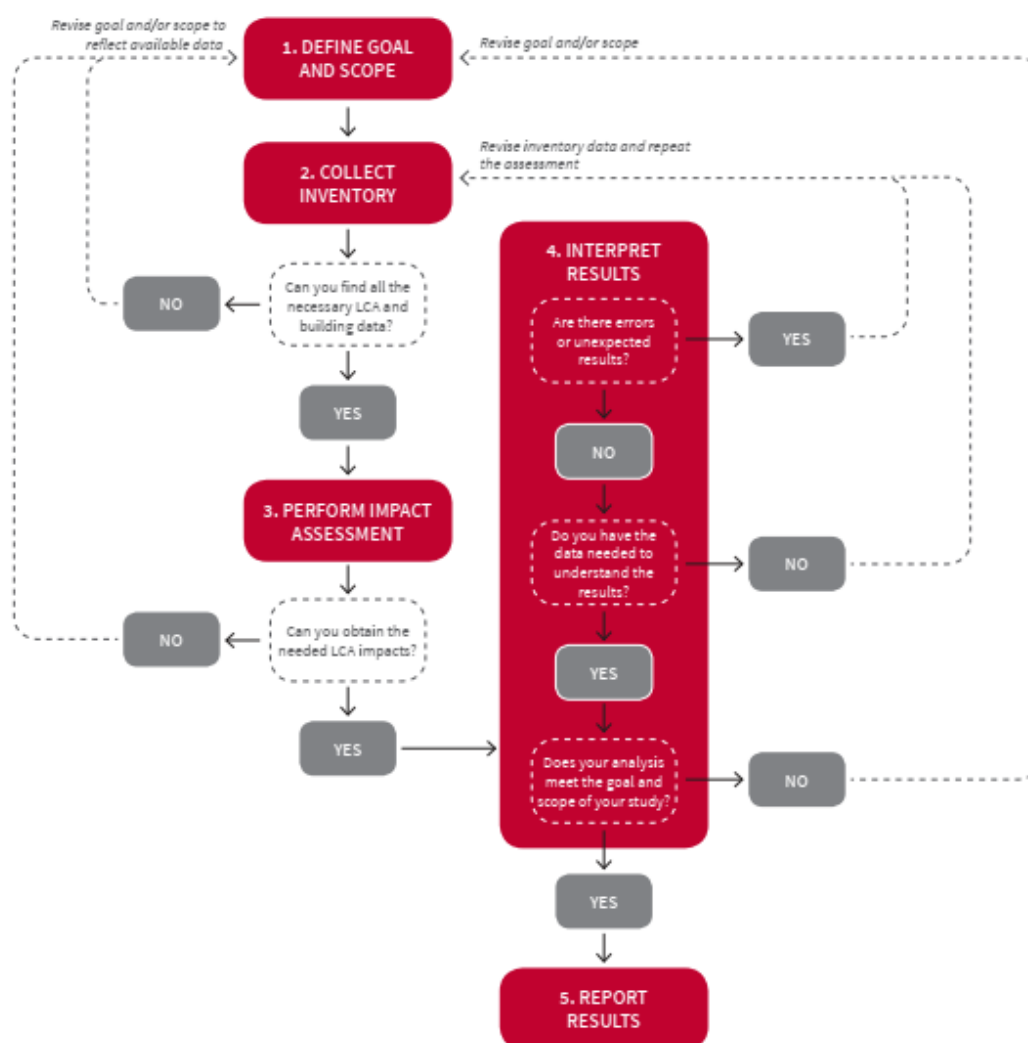 Revise goal and/or scope to
reflect available data
1. DEFINE GOAL
AND SCOPE
Revise goal and/or scope
2. COLLECT
INVENTORY
Revise inventory data and repeat
the assessment
Can you find all the
necessary LCA and
building data?
NO
YES
3. PERFORM IMPACT
ASSESSMENT
Can you obtain the
needed LCA impacts?
NO
YES
4. INTERPRET
RESULTS
Are there errors
or unexpected
results?
YES
NO
Do you have the
data needed to
understand the
results?
NO
YES
Does your analysis
meet the goal and
scope of your study?
NO
YES
5. REPORT
RESULTS